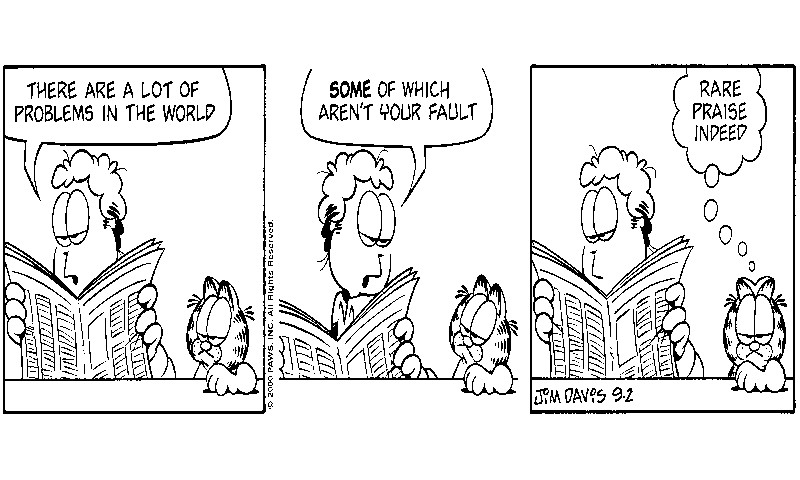 THERE ARE A LOT OF
PROBLEMS IN THE WORLD
SOME OF WHICH
AREN'T YOUR FAULT
RARE
PRAISE
INDEED
© 2000 PAWS, INC. All Rights Reserved.
JIM DAVIS 9-2